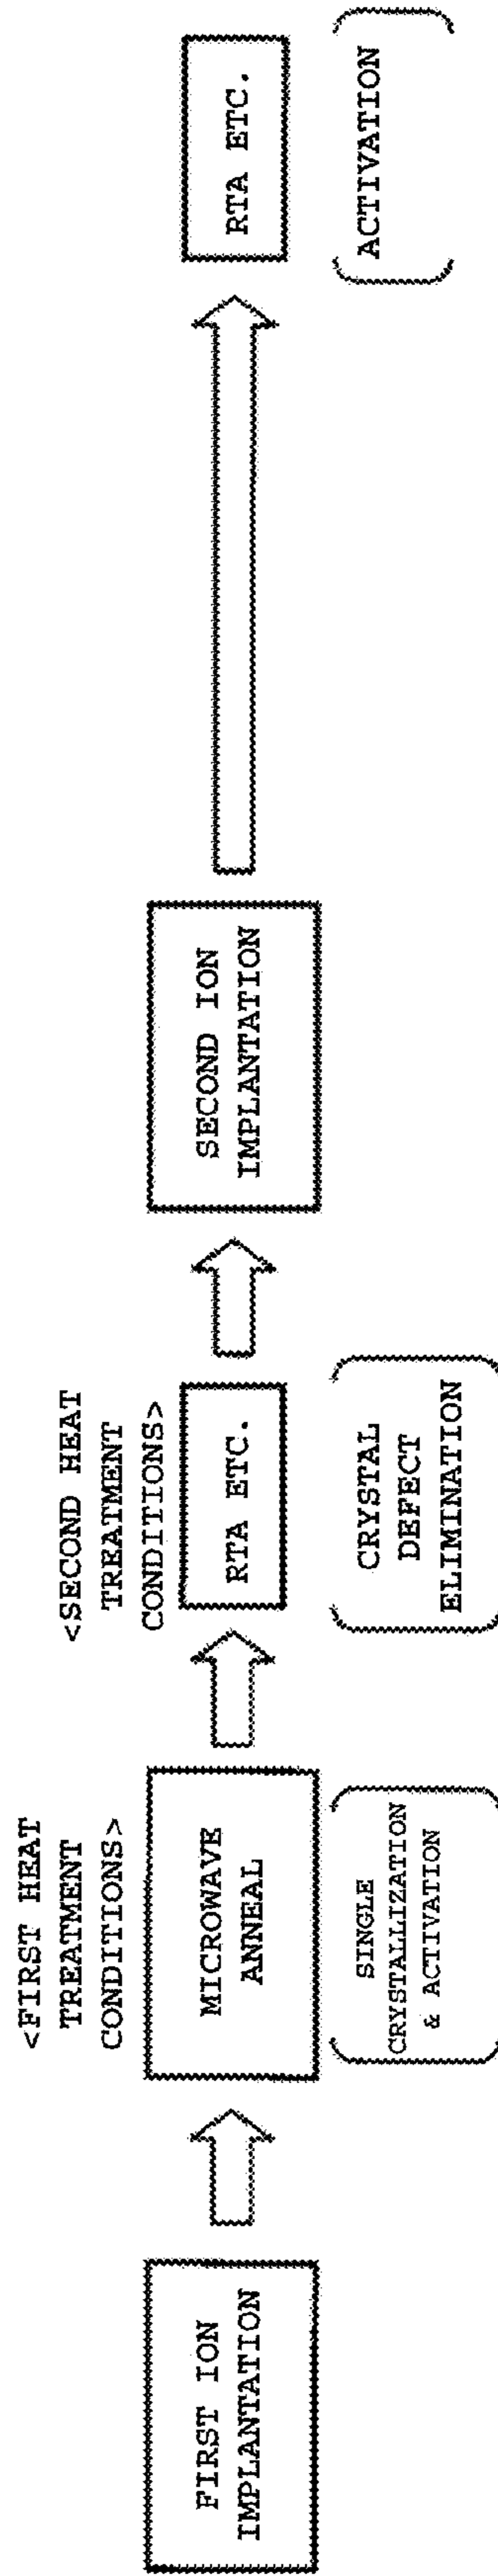 FIRST ION
IMPLANTATION
<FIRST HEAT
TREATMENT
CONDITIONS>
MICROWAVE
ANNEAL
SINGLE
CRYSTALLIZATION
& ACTIVATION
<SECOND HEAT
TREATMENT
CONDITIONS>
RTA ETC.
CRYSTAL
DEFECT
ELIMINATION
SECOND ION
IMPLANTATION
RTA ETC.
ACTIVATION